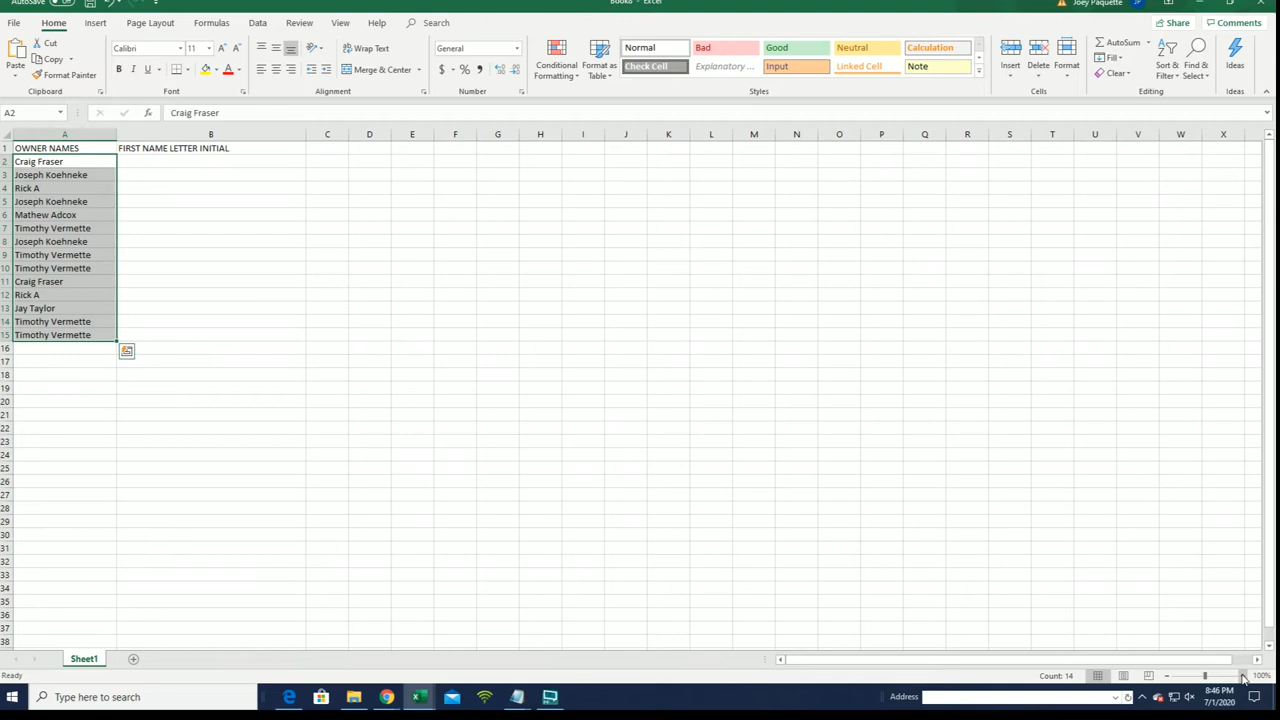 AutoSave Off Book6 - Excel Joey Paquette JP
File Home Insert Page Layout Formulas Data Review View Help Search Share Comments
Paste Cut Copy Format Painter Clipboard
Calibri 11 A A B I U A Font
Wrap Text Merge & Center Alignment
General $ % , Number
Conditional Formatting Format as Table
Normal Bad Good Neutral Calculation
Check Cell Explanatory ... Input Linked Cell Note
Styles
Insert Delete Format Cells
AutoSum Fill Clear Sort & Filter Find & Select Editing
Ideas Ideas
A2 fx Craig Fraser
A B C D E F G H I J K L M N O P Q R S T U V W X
1 OWNER NAMES FIRST NAME LETTER INITIAL
2 Craig Fraser
3 Joseph Koehneke
4 Rick A
5 Joseph Koehneke
6 Mathew Adcox
7 Timothy Vermette
8 Joseph Koehneke
9 Timothy Vermette
10 Timothy Vermette
11 Craig Fraser
12 Rick A
13 Jay Taylor
14 Timothy Vermette
15 Timothy Vermette
16
17
18
19
20
21
22
23
24
25
26
27
28
29
30
31
32
33
34
35
36
37
38
Sheet1
Ready Count: 14 100%
Type here to search Address 8:46 PM
7/1/2020